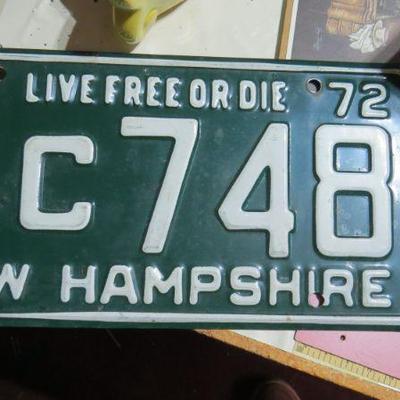 LIVE FREE OR DIE 72
C748
W HAMPSHIRE